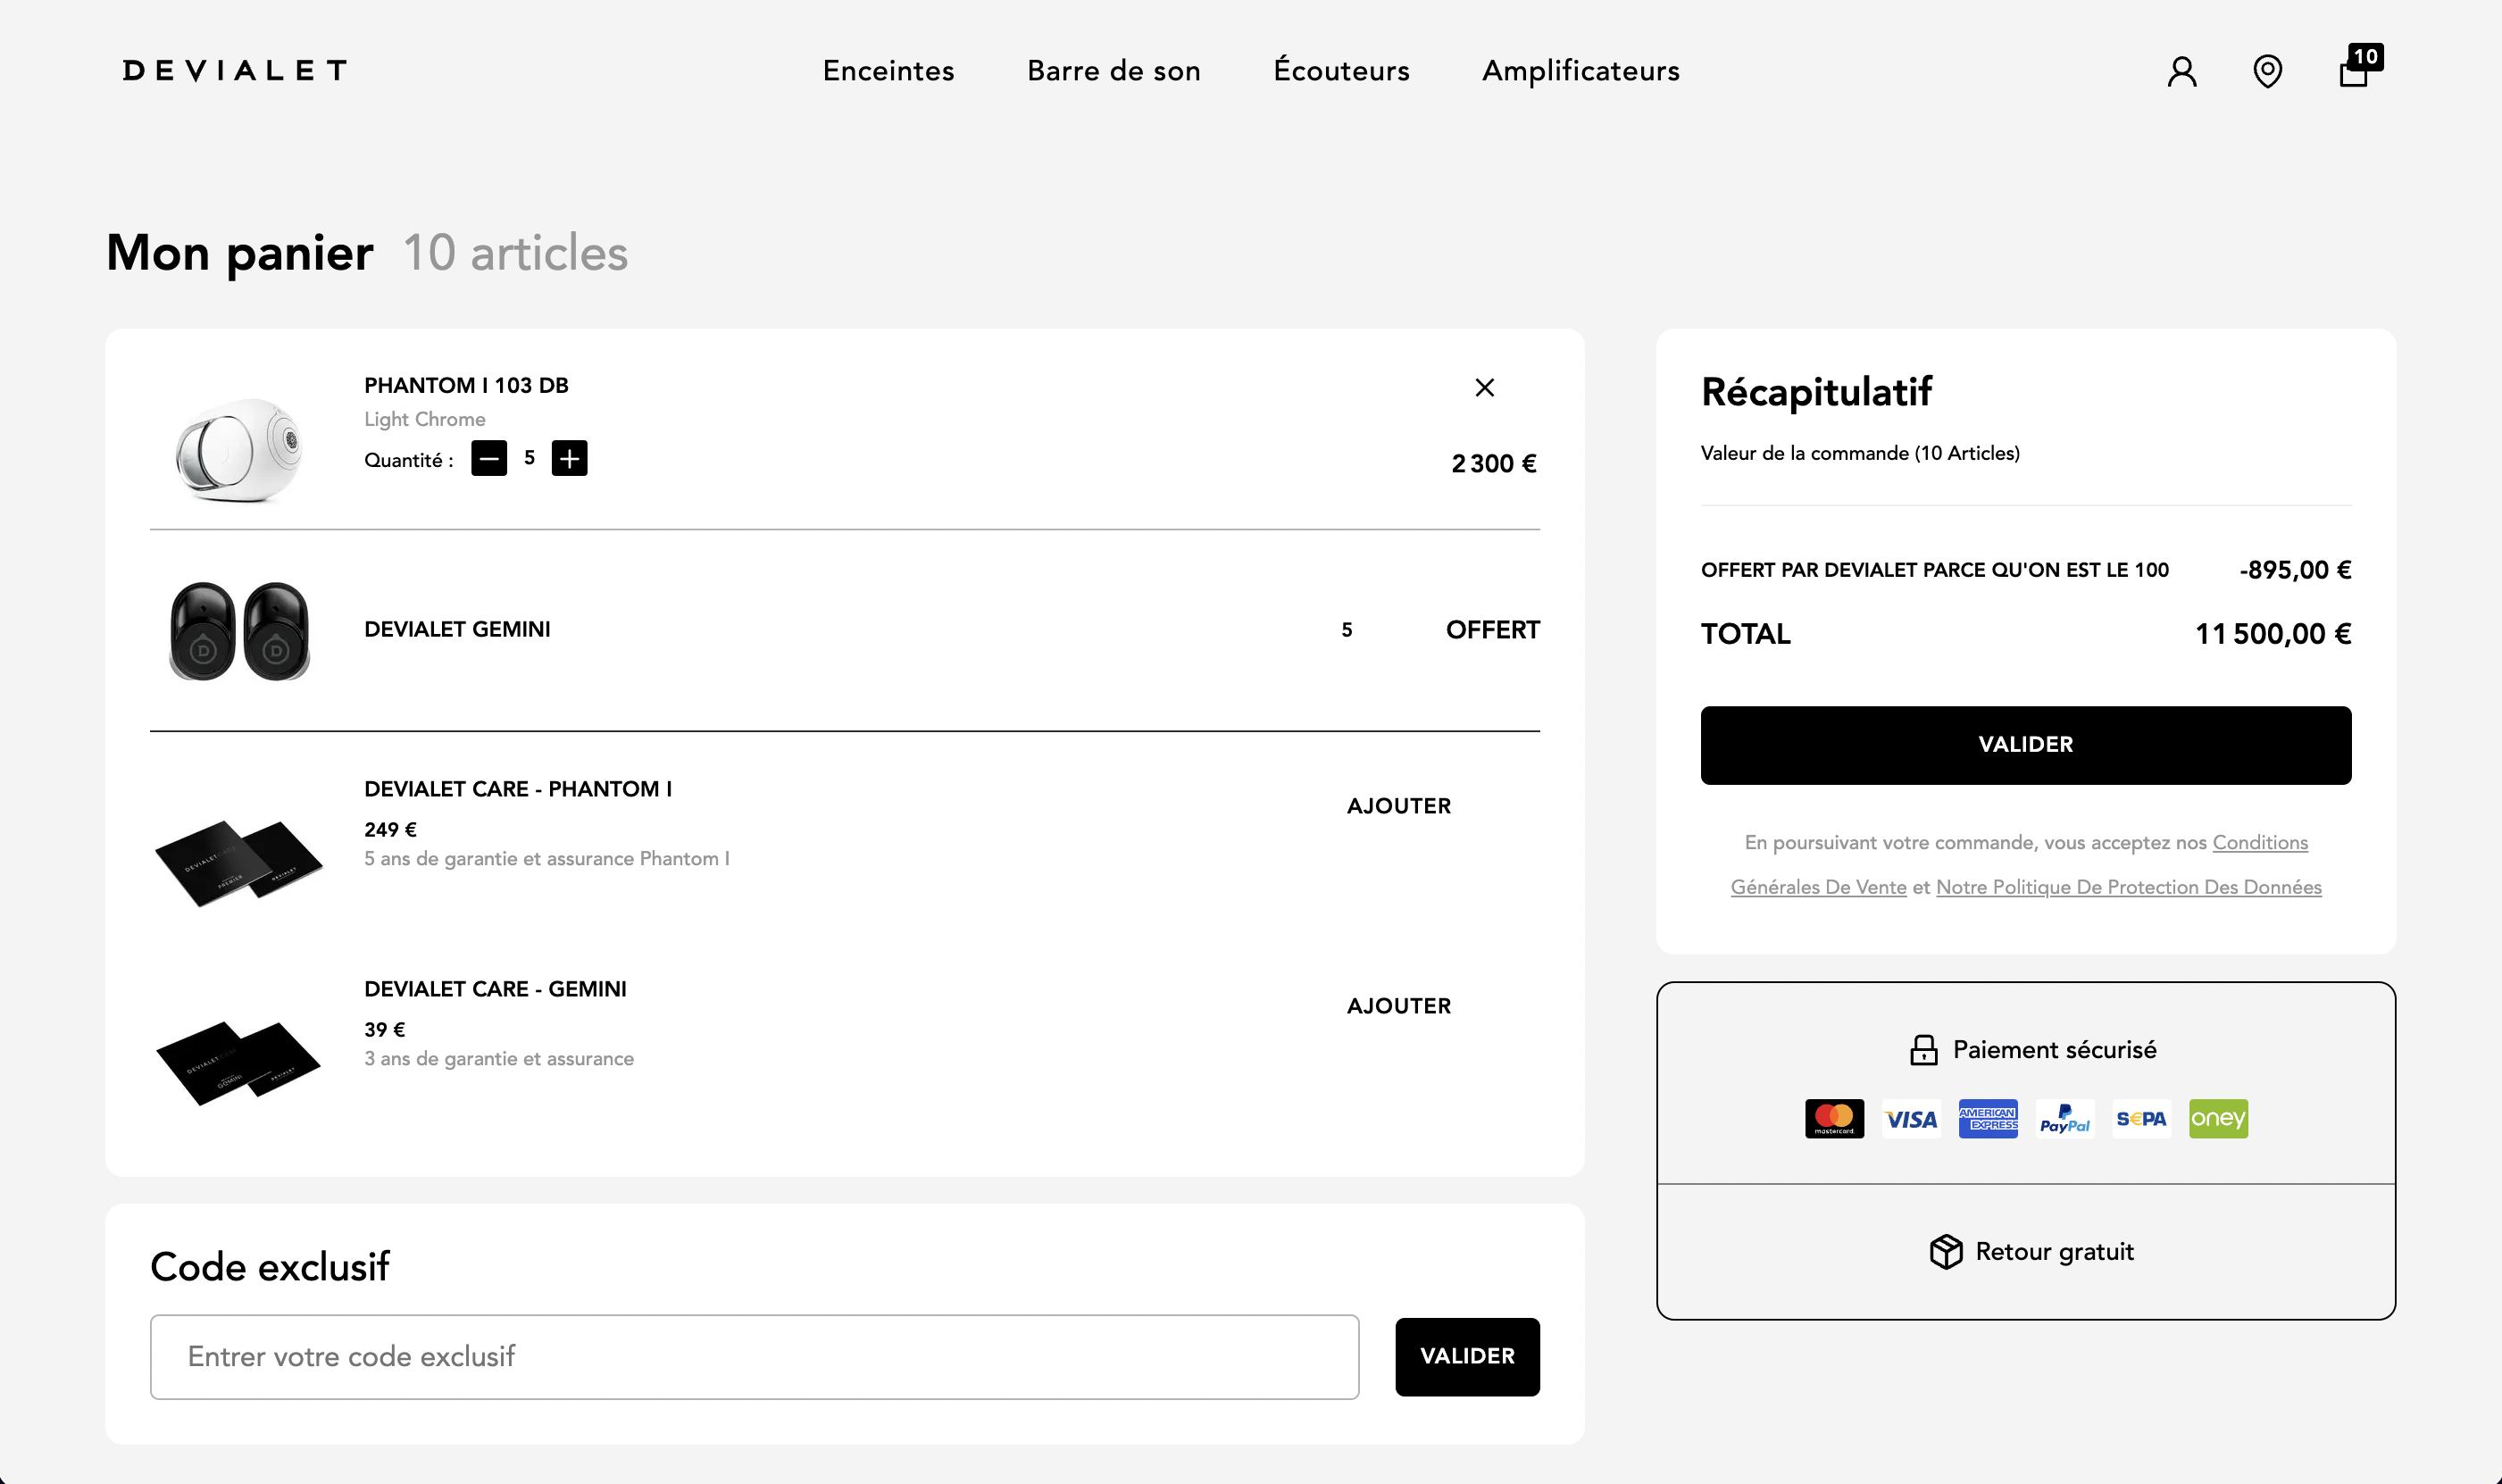 DEVIALET
Enceintes
Barre de son
Écouteurs
Amplificateurs
10
Mon panier 10 articles
PHANTOM I 103 DB
Light Chrome
Quantité : 5
2 300 €
DEVIALET GEMINI
5
OFFERT
DEVIALET CARE - PHANTOM I
249 €
5 ans de garantie et assurance Phantom I
AJOUTER
DEVIALET CARE - GEMINI
39 €
3 ans de garantie et assurance
AJOUTER
Code exclusif
Entrer votre code exclusif
VALIDER
Récapitulatif
Valeur de la commande (10 Articles)
OFFERT PAR DEVIALET PARCE QU'ON EST LE 100
-895,00 €
TOTAL
11 500,00 €
VALIDER
En poursuivant votre commande, vous acceptez nos Conditions
Générales De Vente et Notre Politique De Protection Des Données
Paiement sécurisé
mastercard
VISA
AMERICAN
EXPRESS
PayPal
S€PA
oney
Retour gratuit